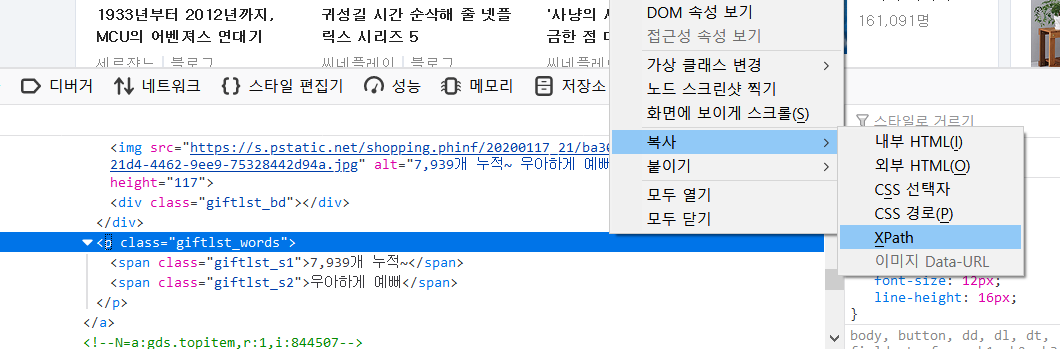 1933년부터 2012년까지,
MCU의 어벤져스 연대기
세르쟌느 | 블로그
귀성길 시간 순삭해 줄 넷플
릭스 시리즈 5
씨네플레이 | 블로그
'사냥의 시
금한 점 더
씨네플레이
161,091명
디버거
네트워크
스타일 편집기
성능
메모리
저장소
<img src="https://s.pstatic.net/shopping.phinf/20200117_21/ba30
21d4-4462-9ee9-75328442d94a.jpg" alt="7,939개 누적~ 우아하게 예뻐
height="117">
<div class="giftlst_bd"></div>
</div>
<p class="giftlst_words">
<span class="giftlst_s1">7,939개 누적~</span>
<span class="giftlst_s2">우아하게 예뻐</span>
</p>
</a>
<!--N=a:gds.topitem,r:1,i:844507-->
DOM 속성 보기
접근성 속성 보기
가상 클래스 변경
노드 스크린샷 찍기
화면에 보이게 스크롤(S)
복사
붙이기
모두 열기
모두 닫기
스타일로 거르기
내부 HTML(I)
외부 HTML(O)
CSS 선택자
CSS 경로(P)
XPath
이미지 Data-URL
font-size: 12px;
line-height: 16px;
}
body, button, dd, dl, dt,